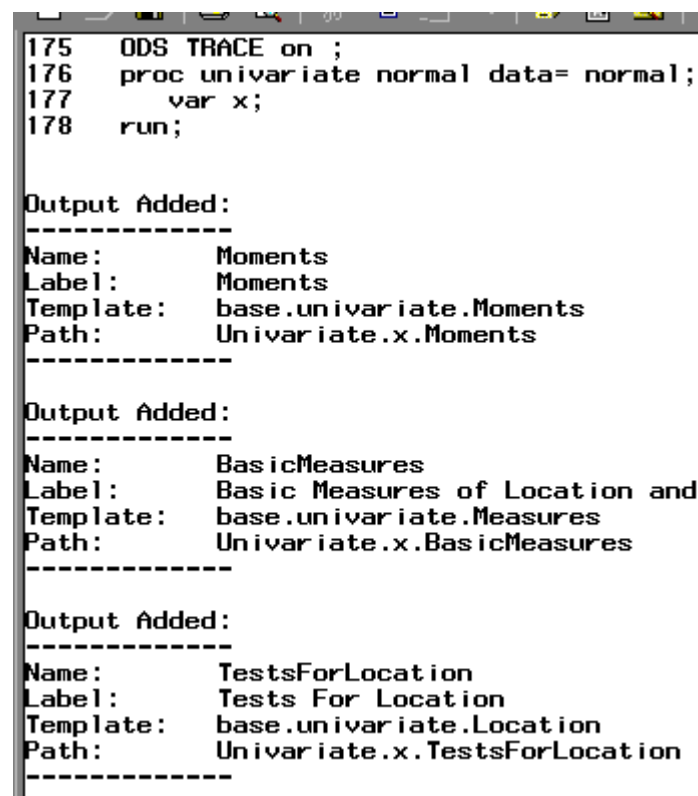 175 ODS TRACE on ;
176 proc univariate normal data= normal;
177 var x;
178 run;
Output Added:
-------------
Name: Moments
Label: Moments
Template: base.univariate.Moments
Path: Univariate.x.Moments
-------------
Output Added:
-------------
Name: BasicMeasures
Label: Basic Measures of Location and
Template: base.univariate.Measures
Path: Univariate.x.BasicMeasures
-------------
Output Added:
-------------
Name: TestsForLocation
Label: Tests For Location
Template: base.univariate.Location
Path: Univariate.x.TestsForLocation
-------------